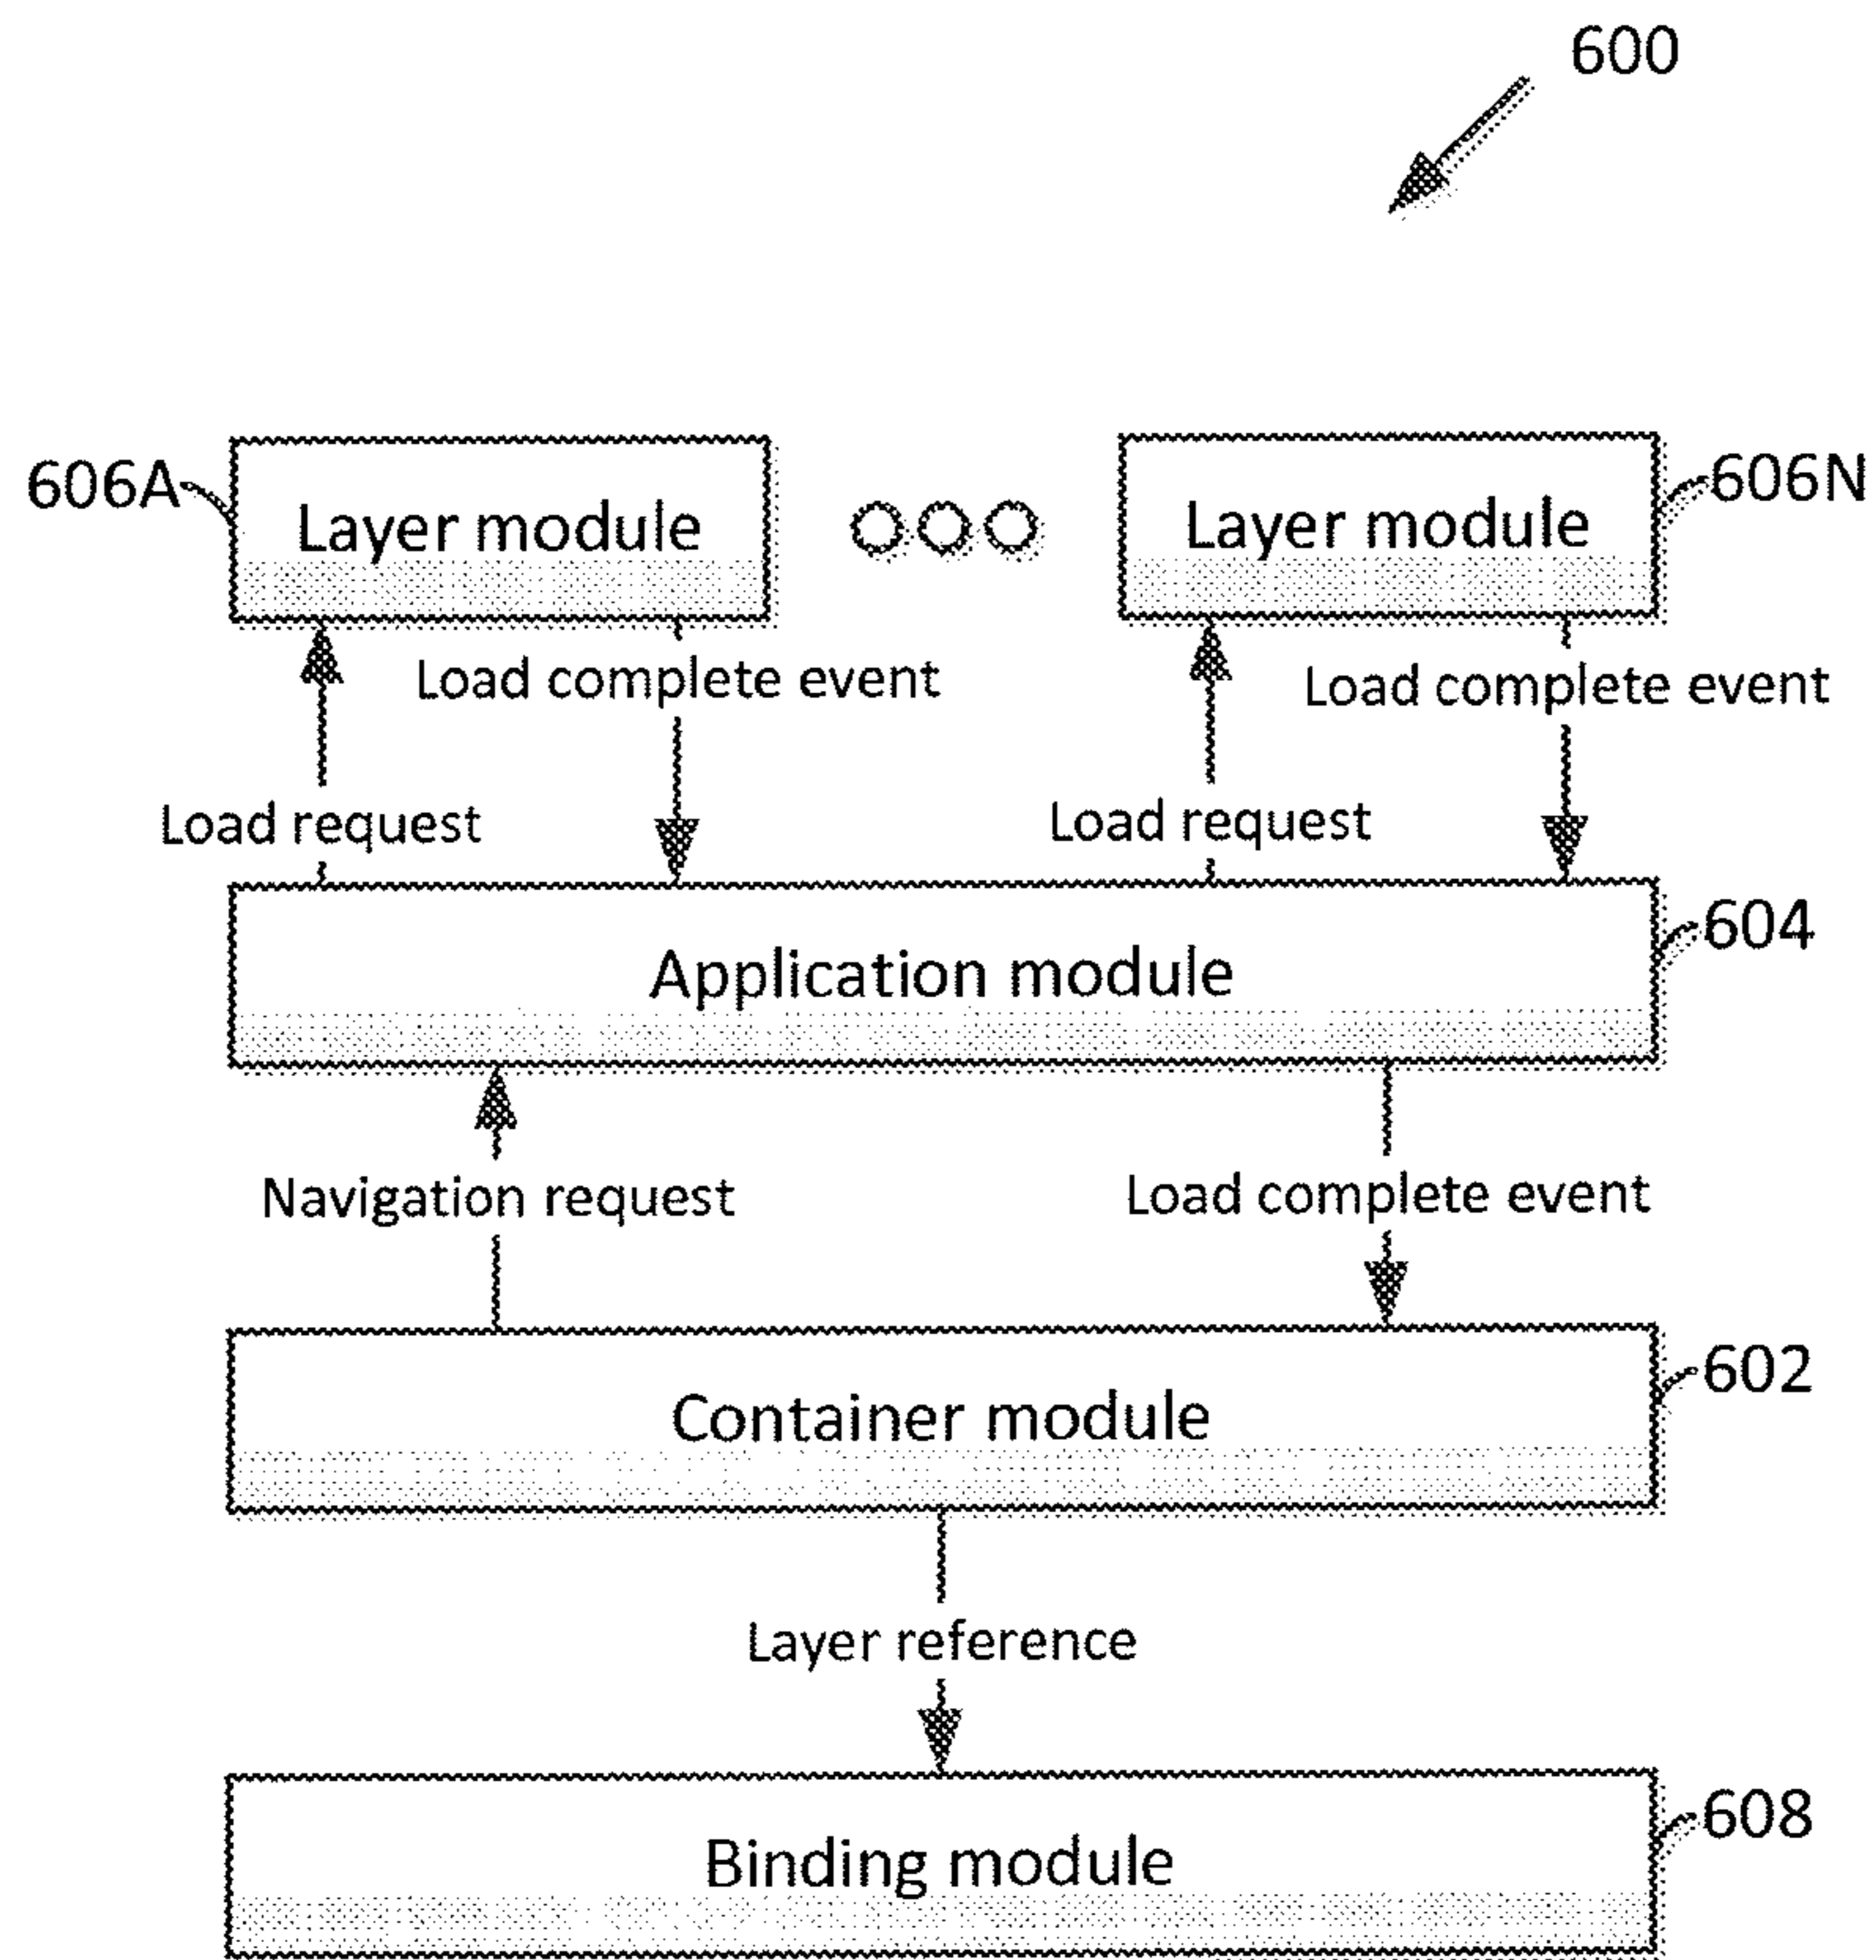 600
606A
Layer module
Layer module
606N
Load complete event
Load complete event
Load request
Load request
604
Application module
Navigation request
Load complete event
602
Container module
Layer reference
608
Binding module